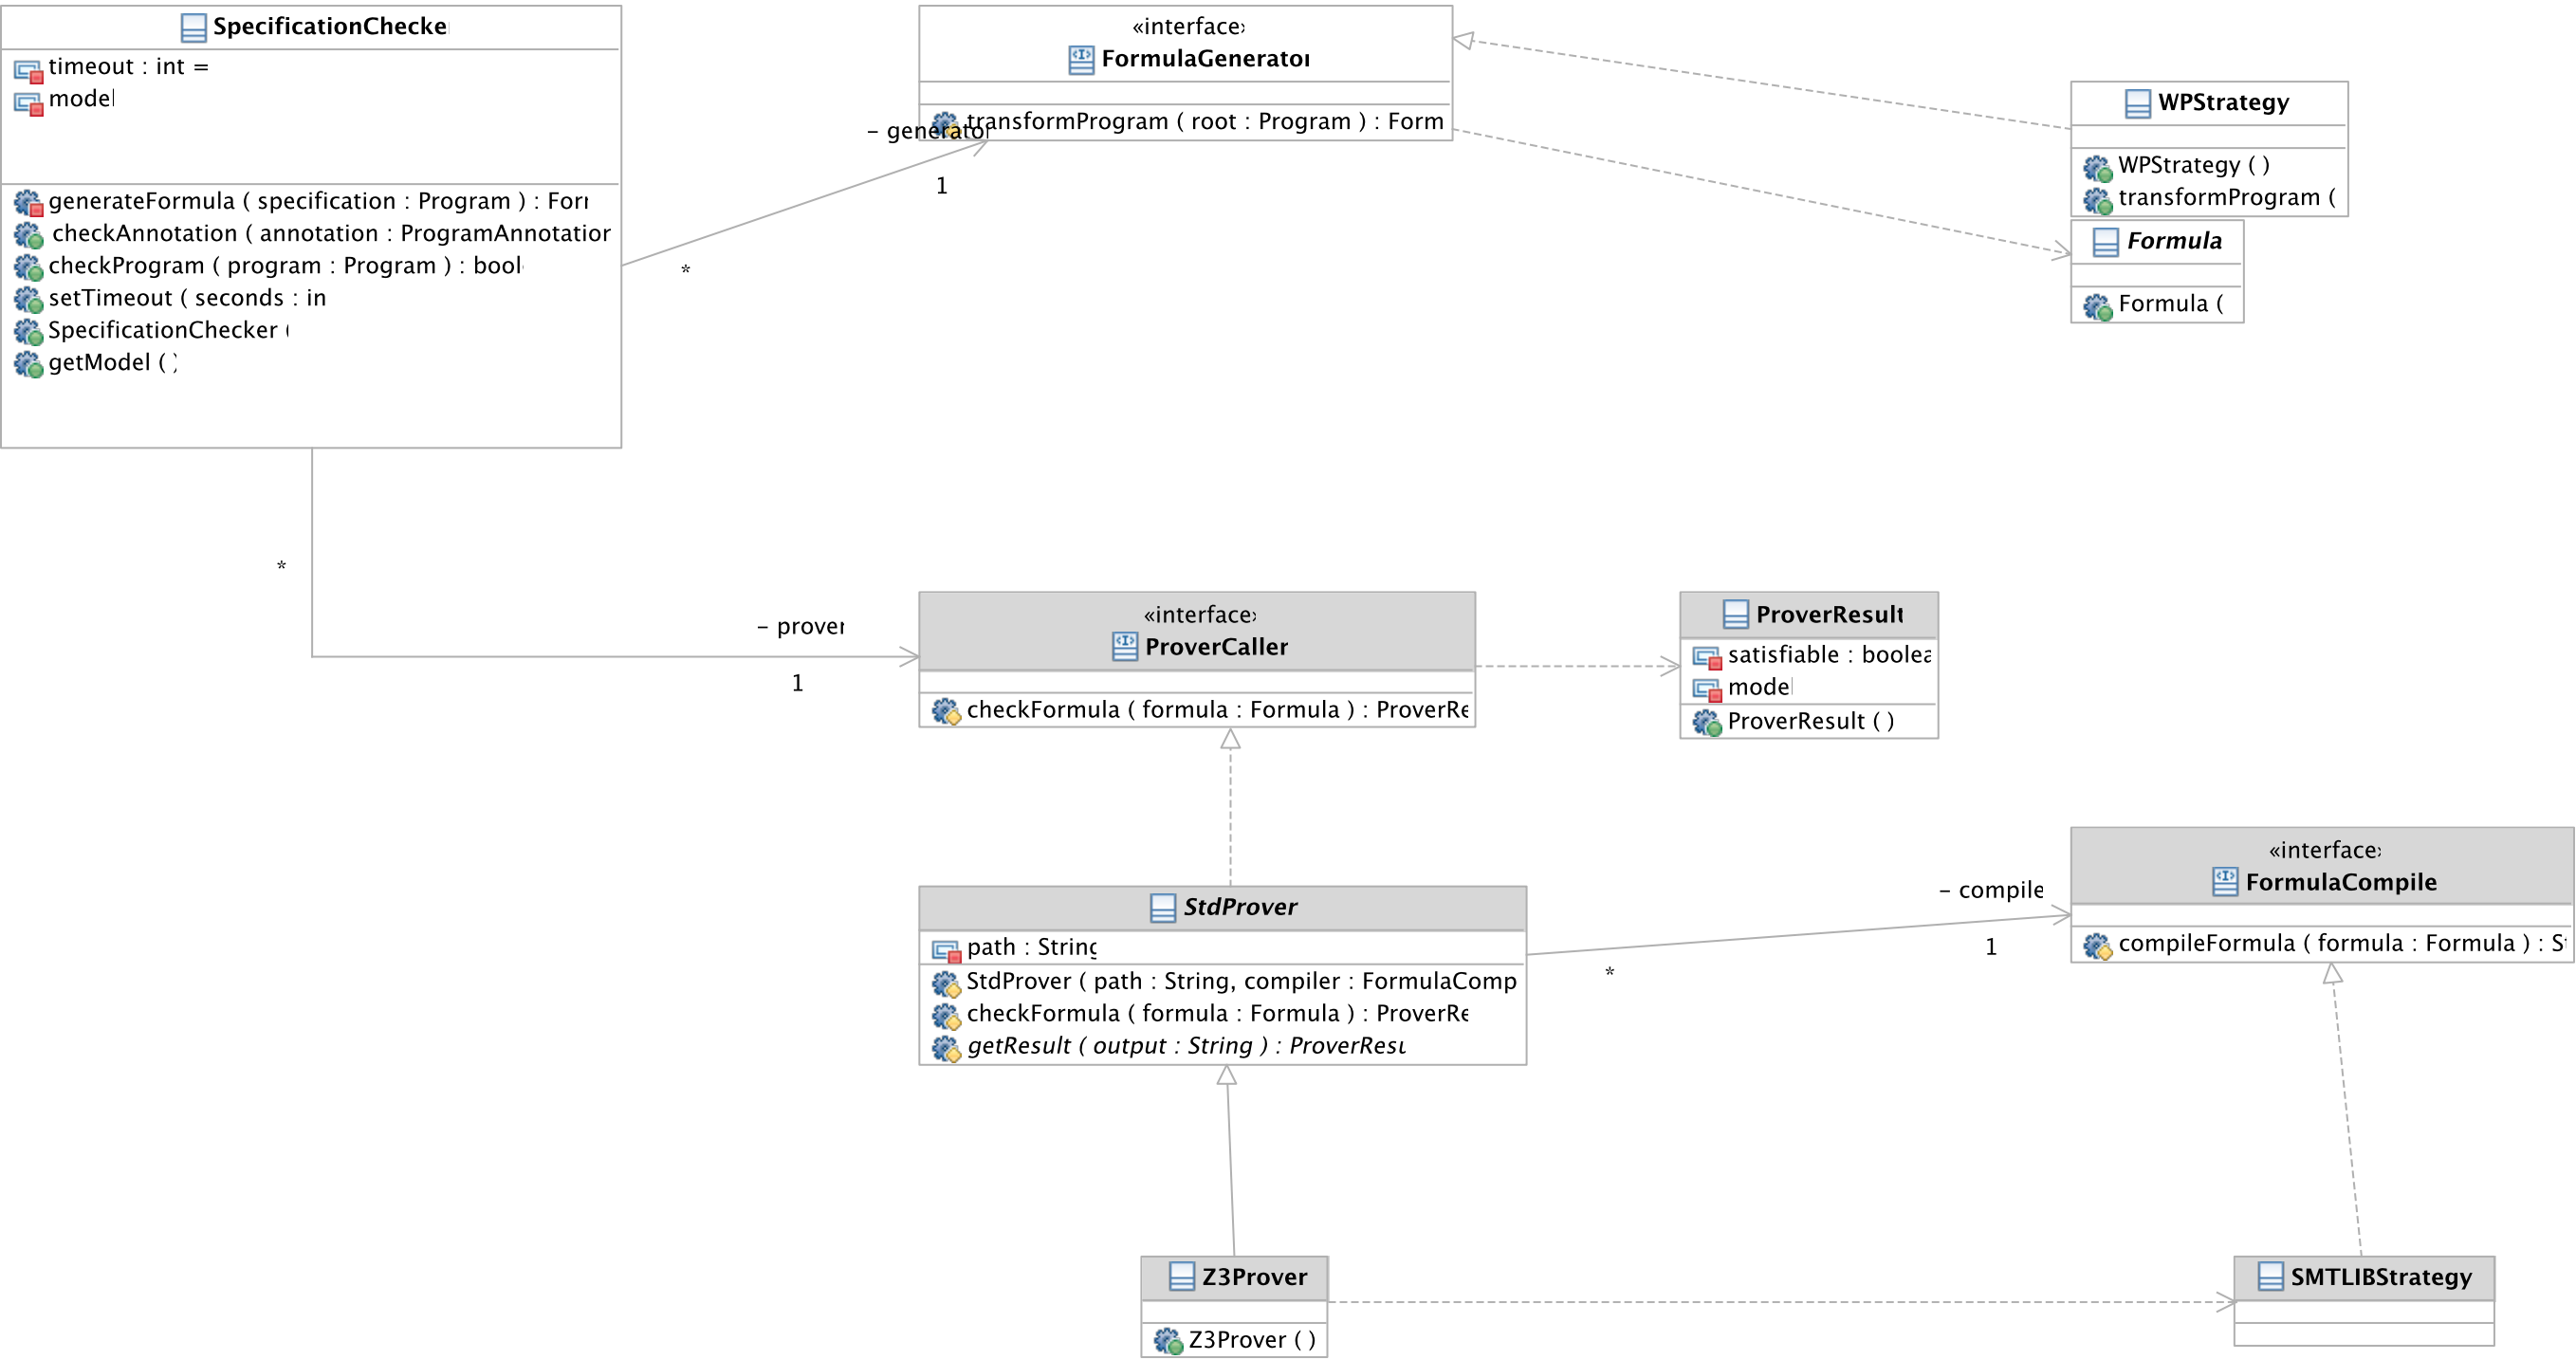 SpecificationChecke
timeout : int =
model
generateFormula ( specification : Program ) : For
checkAnnotation ( annotation : ProgramAnnotation
checkProgram ( program : Program ) : bool
setTimeout ( seconds : in
SpecificationChecker (
getModel ( )
«interface›
FormulaGenerator
transformProgram ( root : Program ) : Form
– generator
1
*
WPStrategy
WPStrategy ( )
transformProgram (
Formula
Formula (
*
– prover
1
«interface›
ProverCaller
checkFormula ( formula : Formula ) : ProverRe
ProverResult
satisfiable : boolea
model
ProverResult ( )
StdProver
path : String
StdProver ( path : String, compiler : FormulaComp
checkFormula ( formula : Formula ) : ProverRe
getResult ( output : String ) : ProverResu
*
– compile
1
«interface›
FormulaCompile
compileFormula ( formula : Formula ) : St
Z3Prover
Z3Prover ( )
SMTLIBStrategy